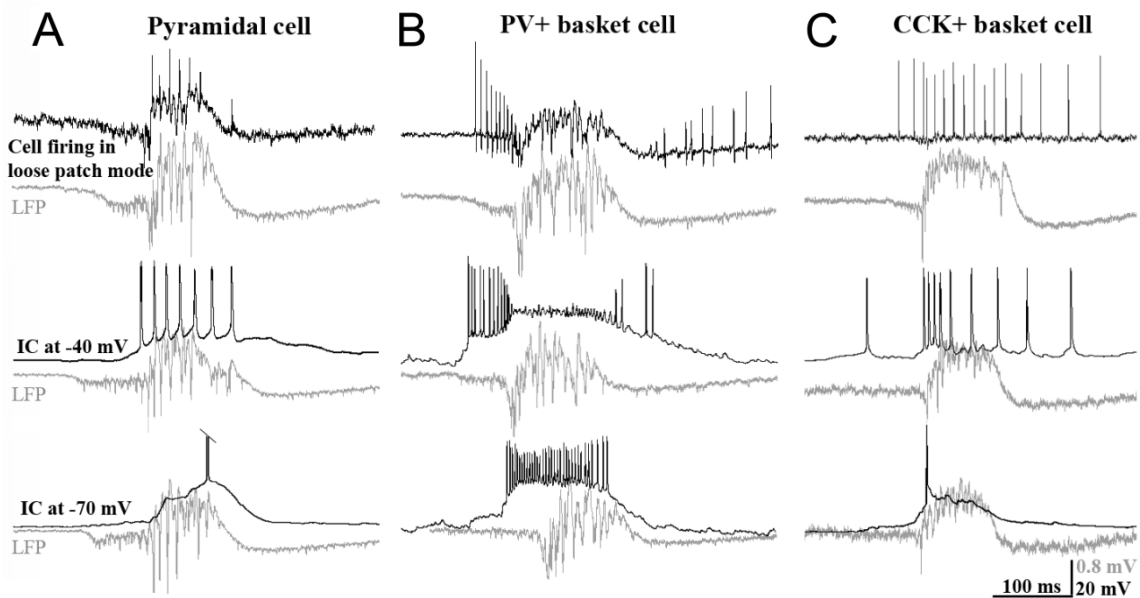 A Pyramidal cell
B PV+ basket cell
C CCK+ basket cell
Cell firing in
loose patch mode
LFP
IC at -40 mV
LFP
IC at -70 mV
LFP
0.8 mV
100 ms 20 mV